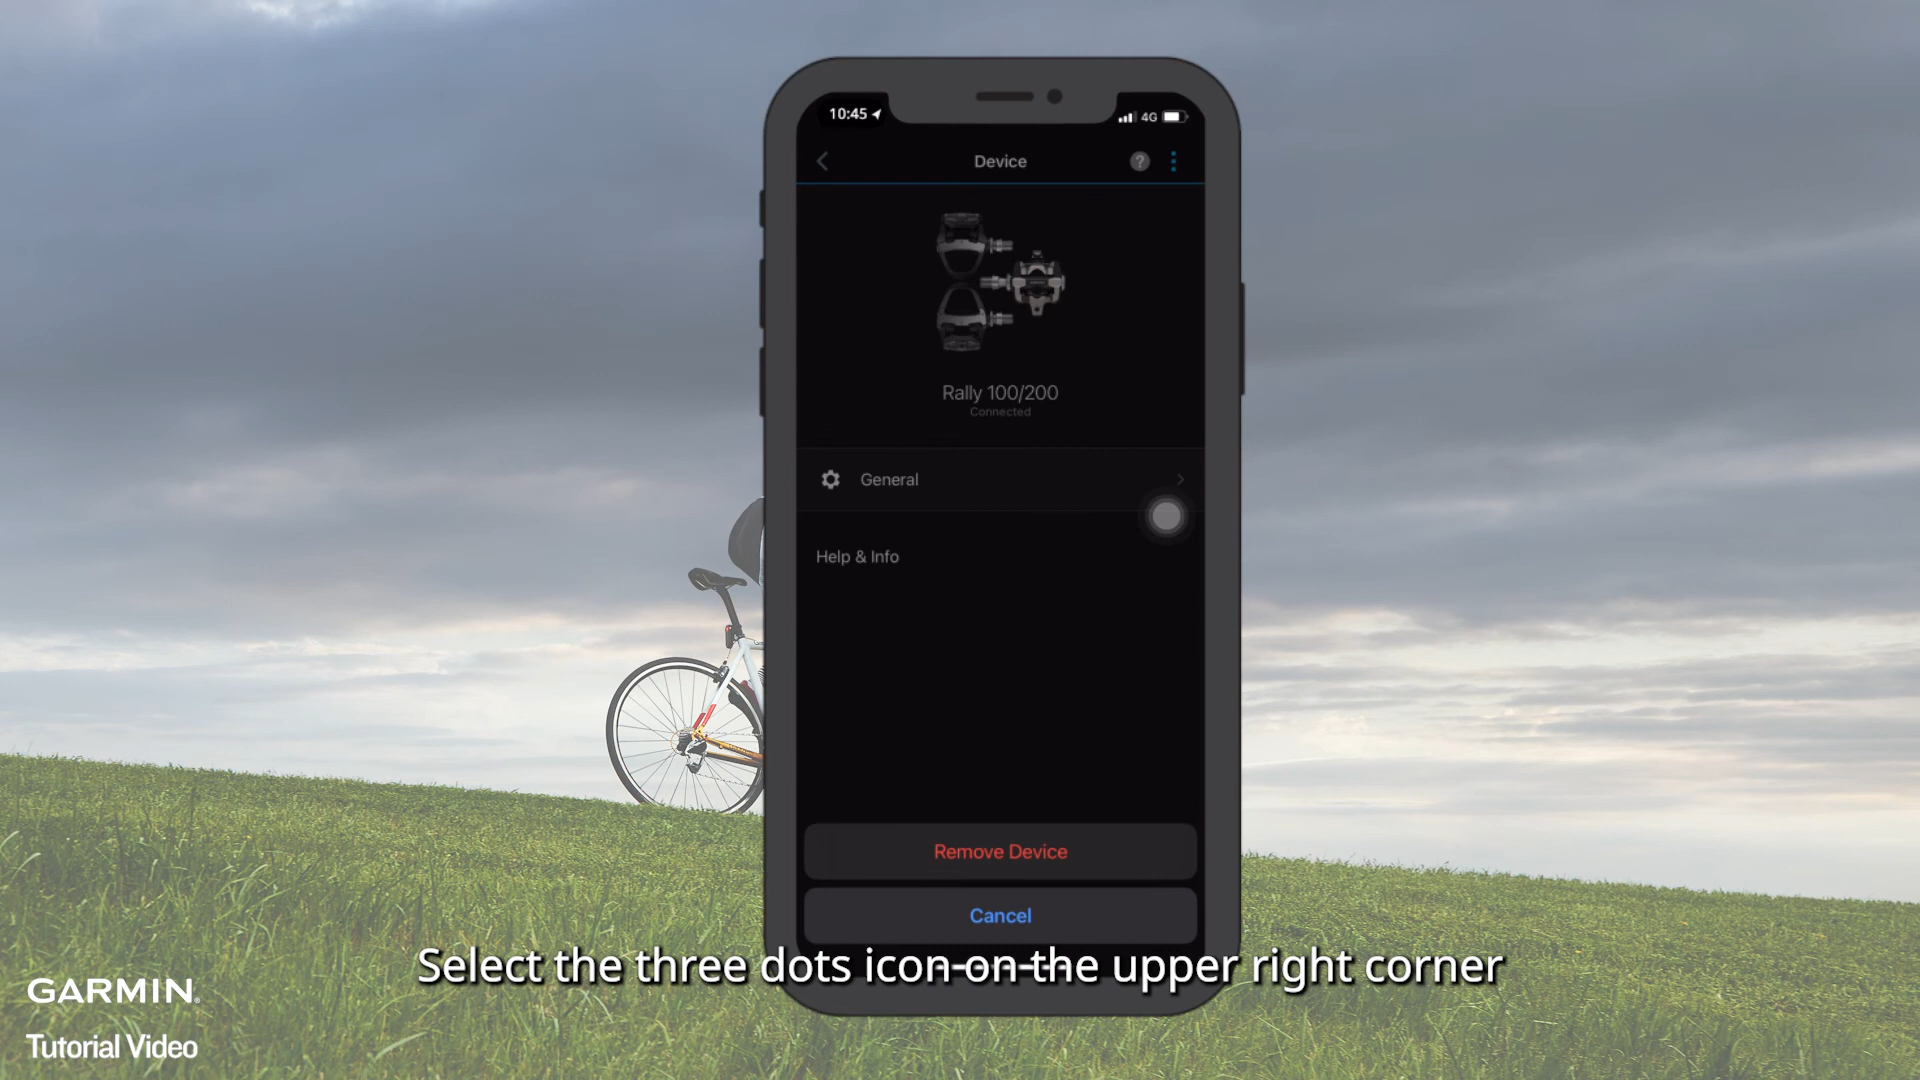 10:45
4G
Device
?
Rally 100/200
Connected
General
Help & Info
Remove Device
Cancel
Select the three dots icon on the upper right corner
GARMIN®
Tutorial Video